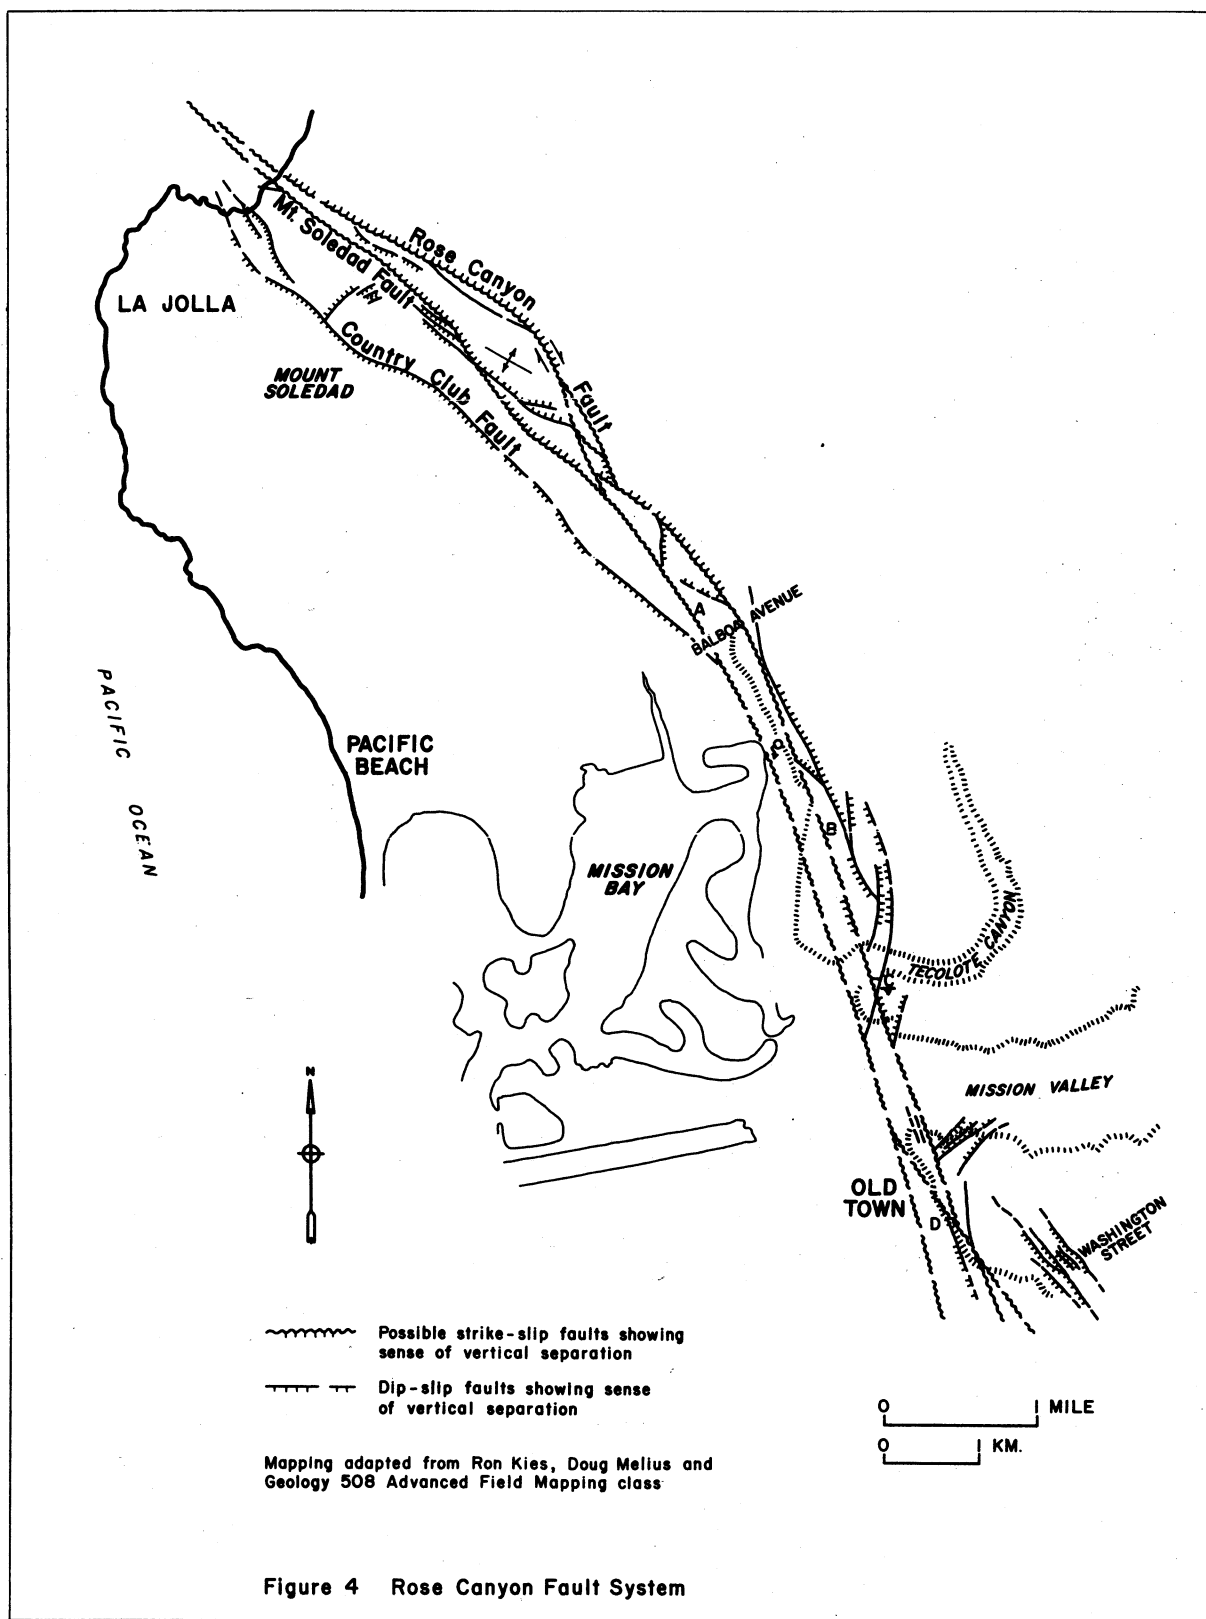 Rose Canyon Fault
Mt. Soledad Fault
LA JOLLA
Country Club Fault
MOUNT
SOLEDAD
A
BALBOA AVENUE
PACIFIC OCEAN
PACIFIC
BEACH
B
MISSION
BAY
TECOLOTE CANYON
C
N
MISSION VALLEY
OLD
TOWN
D
WASHINGTON
STREET
Possible strike-slip faults showing
sense of vertical separation
Dip-slip faults showing sense
of vertical separation
0 1 MILE
0 1 KM.
Mapping adapted from Ron Kies, Doug Melius and
Geology 508 Advanced Field Mapping class
Figure 4 Rose Canyon Fault System